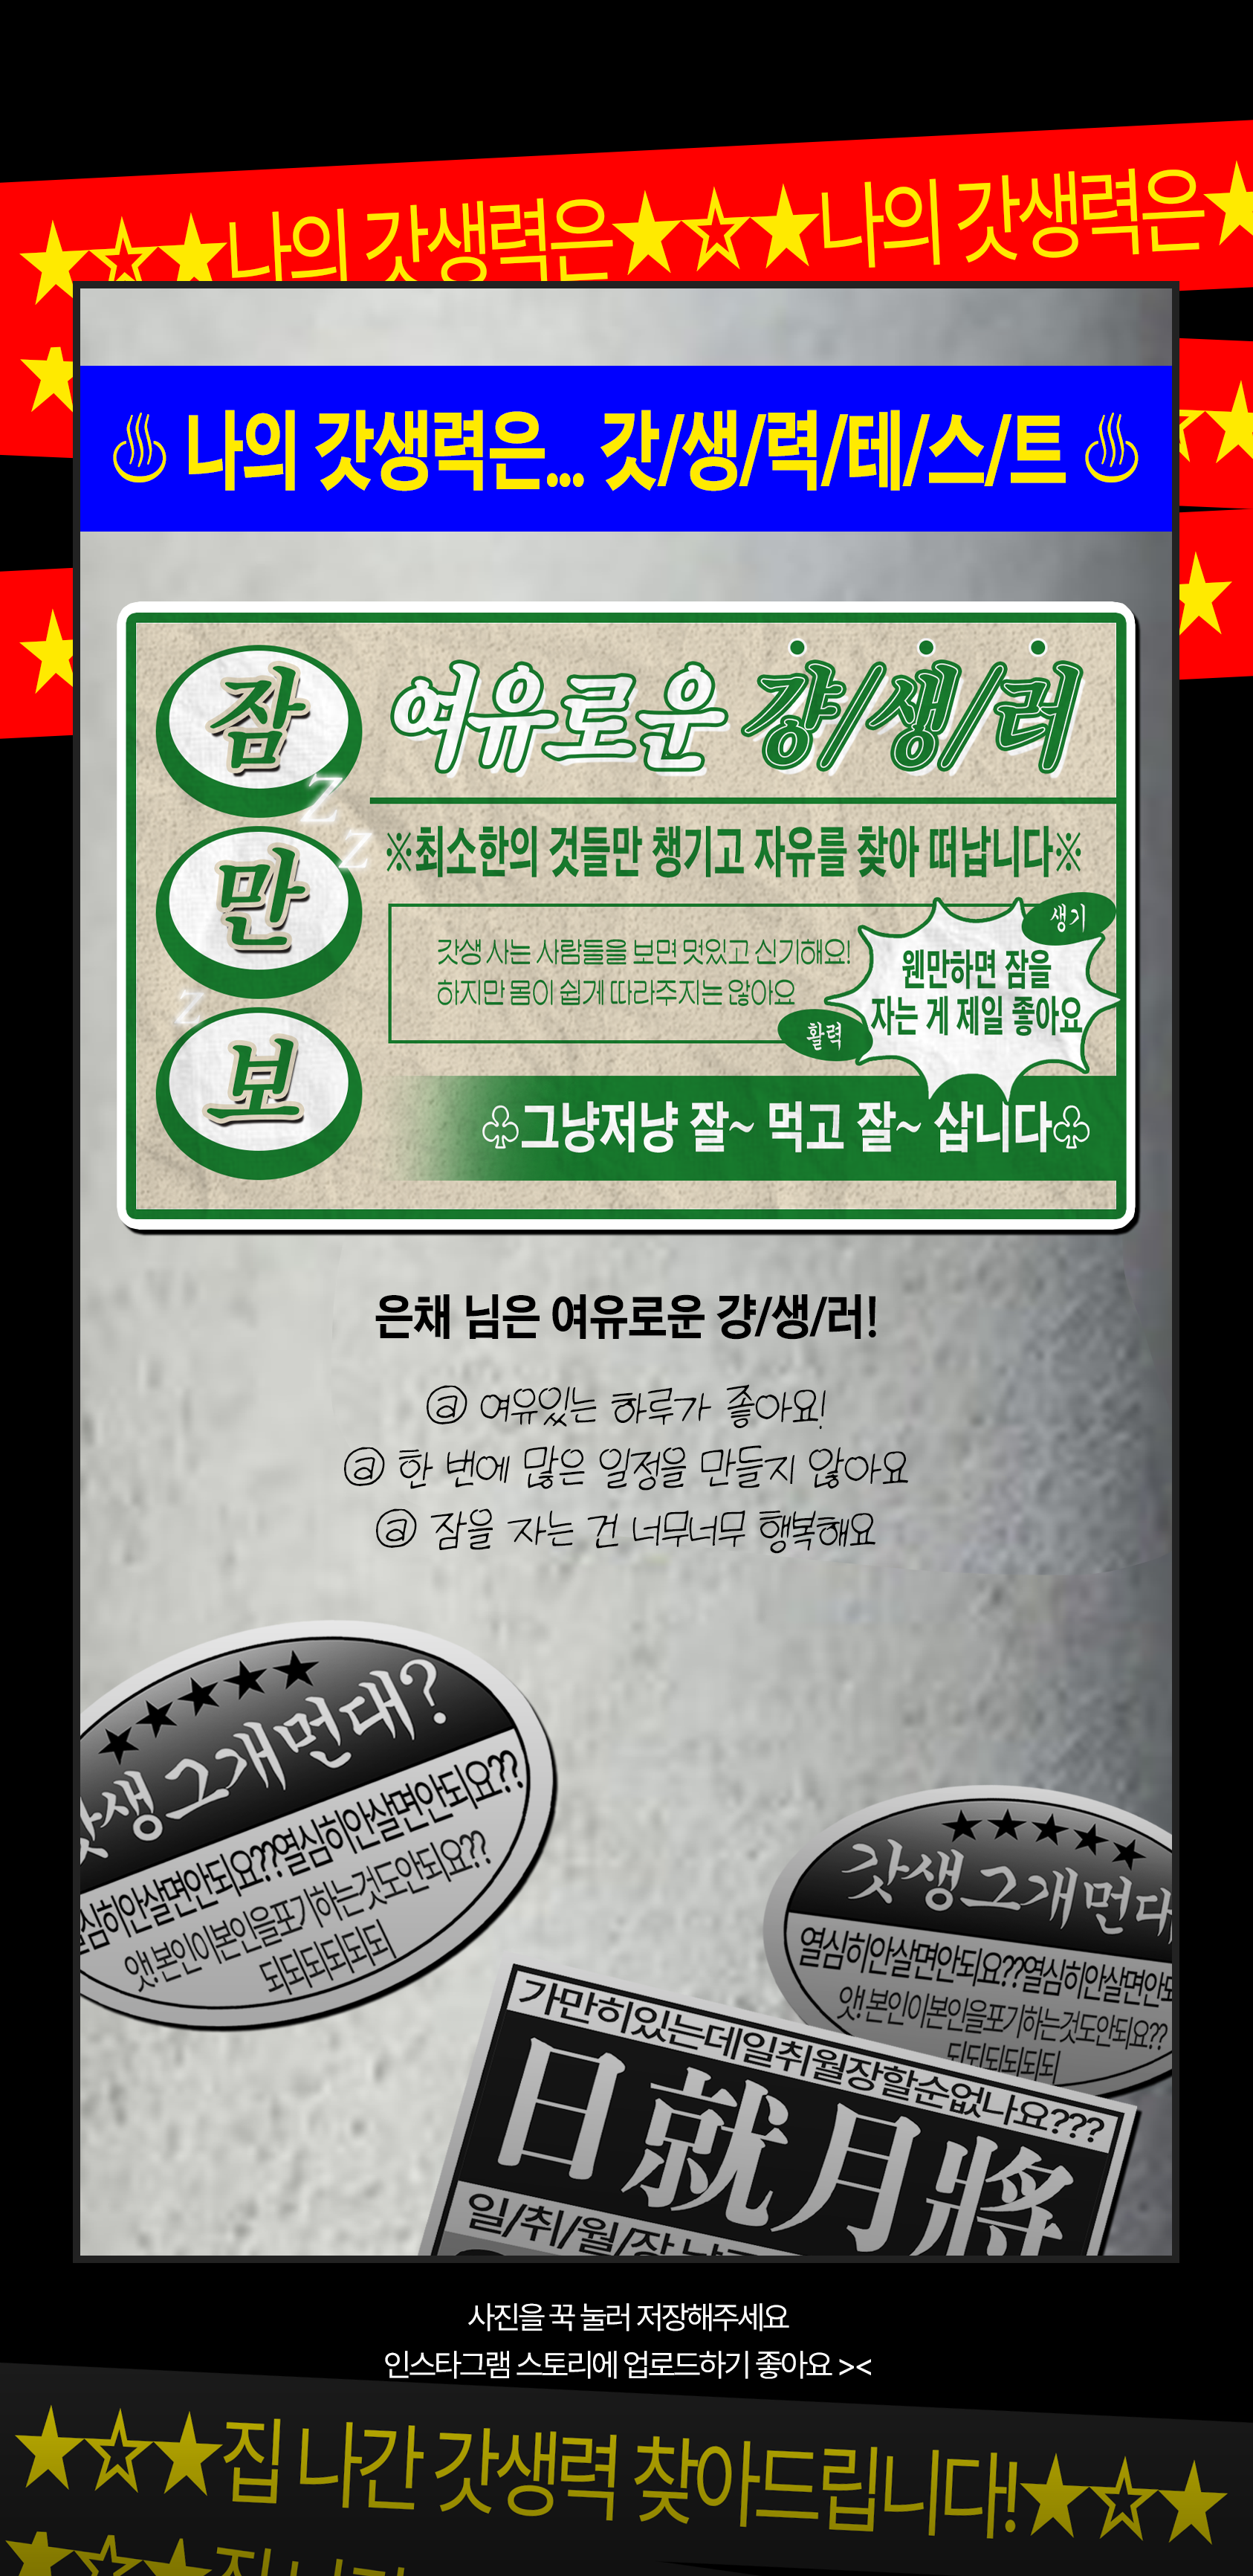 ★☆★나의 갓생력은★☆★나의 갓생력은★
♨ 나의 갓생력은... 갓/생/력/테/스/트 ♨
잠
만
보
Z
Z
Z
여유로운 걍/생/러
※최소한의 것들만 챙기고 자유를 찾아 떠납니다※
갓생 사는 사람들을 보면 멋있고 신기해요!
하지만 몸이 쉽게 따라주지는 않아요
생기
웬만하면 잠을
자는 게 제일 좋아요
활력
♧그냥저냥 잘~ 먹고 잘~ 삽니다♧
은채 님은 여유로운 걍/생/러!
@ 여유있는 하루가 좋아요!
@ 한 번에 많은 일정을 만들지 않아요
@ 잠을 자는 건 너무너무 행복해요
★★★★★
갓생 그개먼대?
열심히안살면안되요??열심히안살면안되요??
앗!본인이본인을포기하는것도안되요??
되되되되되되
★★★★★
갓생 그개먼대
열심히안살면안되요??열심히안살면안되
앗!본인이본인을포기하는것도안되요??
되되되되되되
가만히있는데일취월장할순없나요???
日就月將
일/취/월/장
사진을 꾹 눌러 저장해주세요
인스타그램 스토리에 업로드하기 좋아요 ><
★☆★집 나간 갓생력 찾아드립니다!★☆★
★☆★집 나간